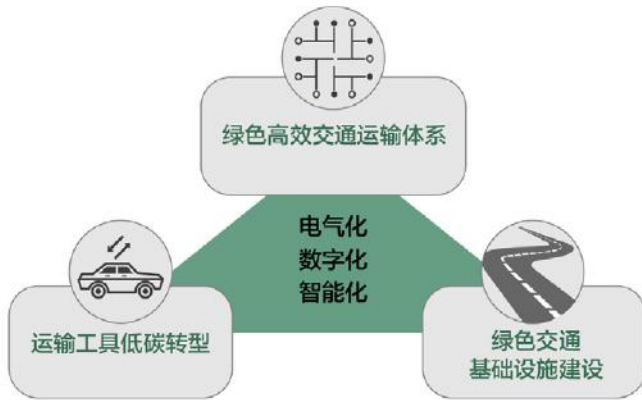 绿色高效交通运输体系
电气化
数字化
智能化
运输工具低碳转型
绿色交通
基础设施建设